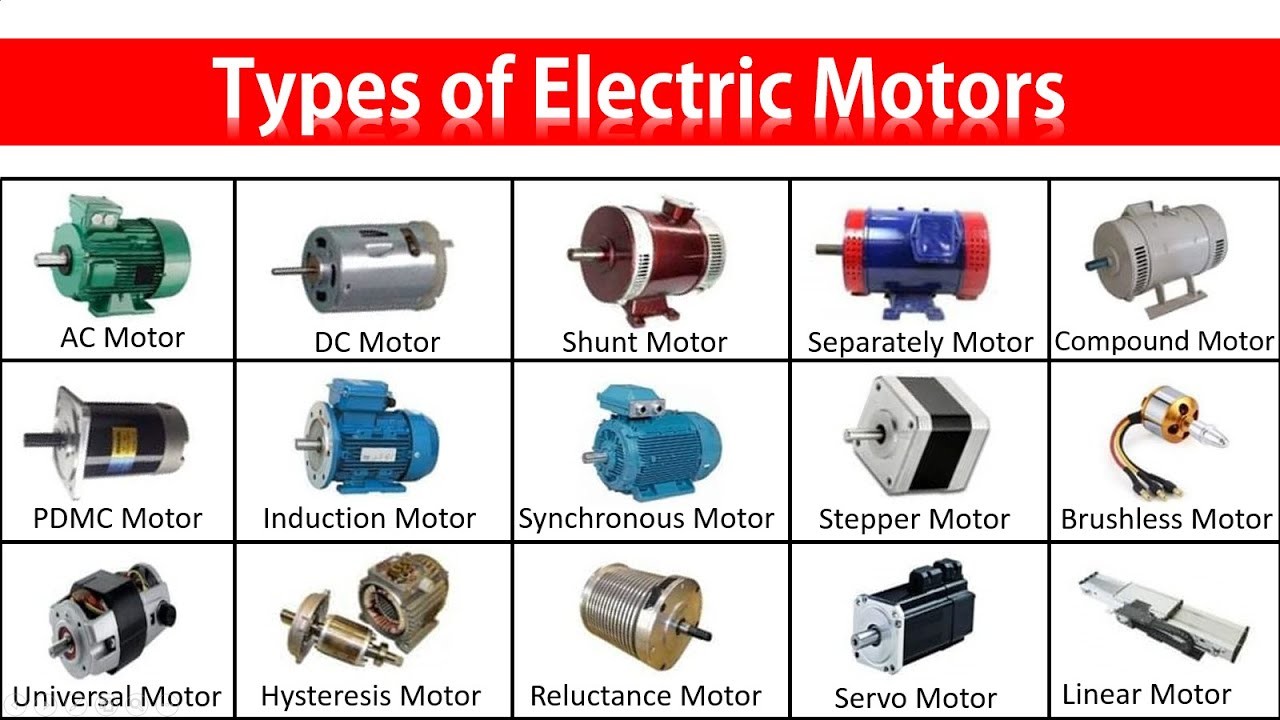 Types of Electric Motors
AC Motor
DC Motor
Shunt Motor
Separately Motor
Compound Motor
PDMC Motor
Induction Motor
Synchronous Motor
Stepper Motor
Brushless Motor
Universal Motor
Hysteresis Motor
Reluctance Motor
Servo Motor
Linear Motor